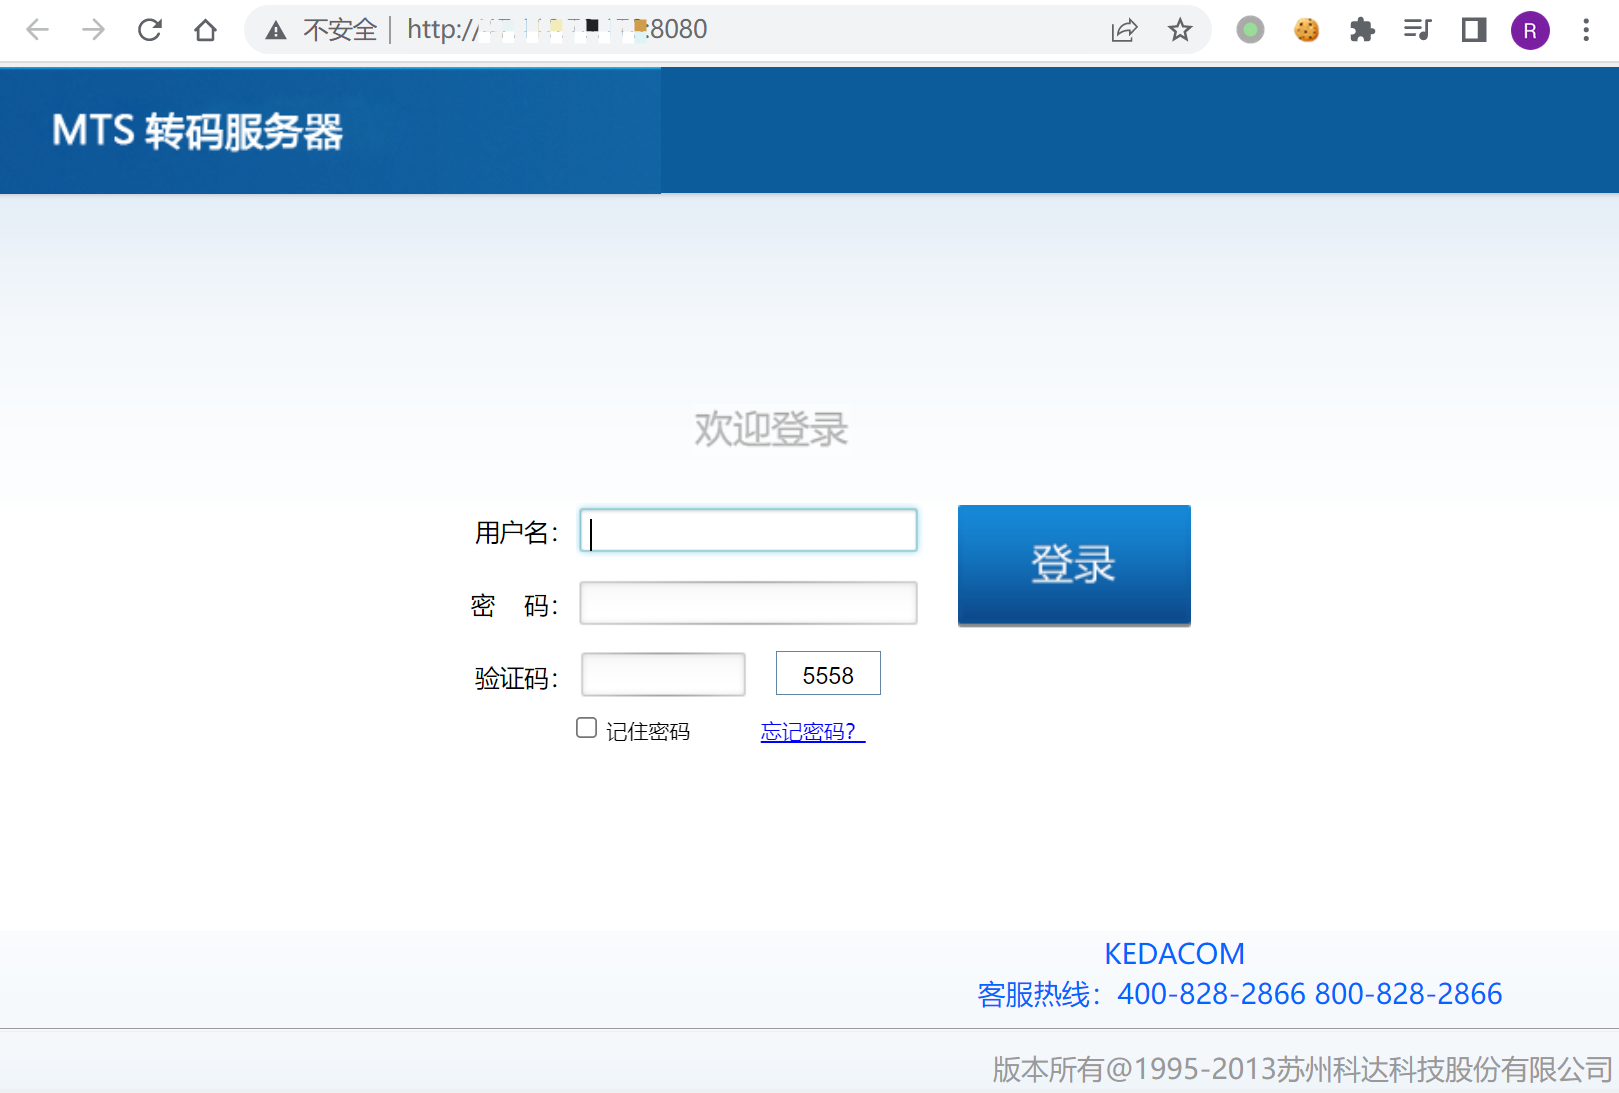 不安全 http:// :8080
R
MTS 转码服务器
欢迎登录
用户名：
登录
密 码：
验证码： 5558
记住密码 忘记密码？
KEDACOM
客服热线：400-828-2866 800-828-2866
版本所有@1995-2013苏州科达科技股份有限公司